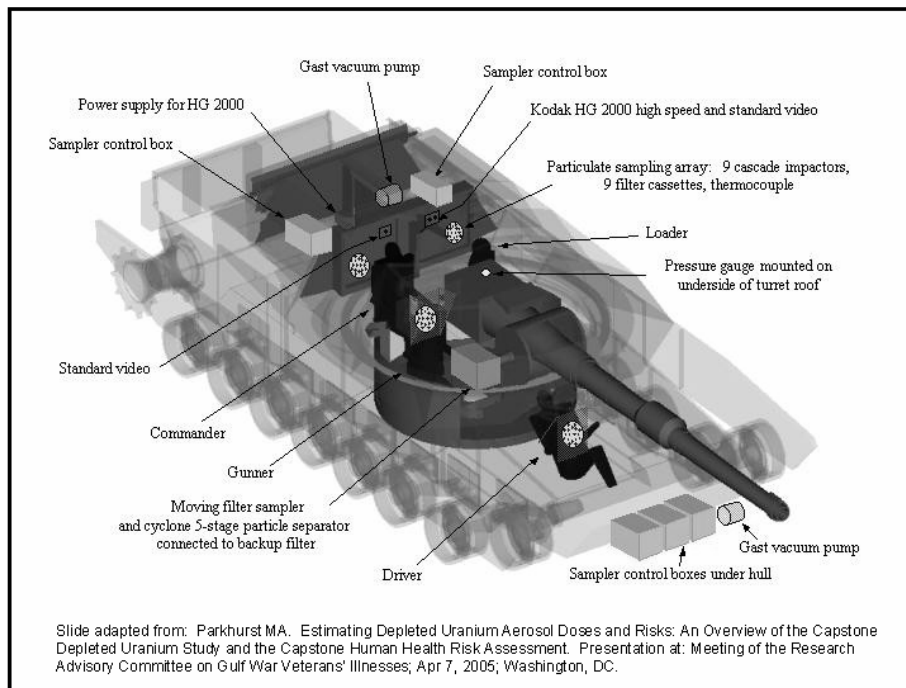 Gast vacuum pump
Sampler control box
Power supply for HG 2000
Kodak HG 2000 high speed and standard video
Sampler control box
Particulate sampling array: 9 cascade impactors,
9 filter cassettes, thermocouple
Loader
Pressure gauge mounted on
underside of turret roof
Standard video
Commander
Gunner
Moving filter sampler
and cyclone 5-stage particle separator
connected to backup filter
Driver
Gast vacuum pump
Sampler control boxes under hull
Slide adapted from: Parkhurst MA. Estimating Depleted Uranium Aerosol Doses and Risks: An Overview of the Capstone
Depleted Uranium Study and the Capstone Human Health Risk Assessment. Presentation at: Meeting of the Research
Advisory Committee on Gulf War Veterans' Illnesses; Apr 7, 2005; Washington, DC.